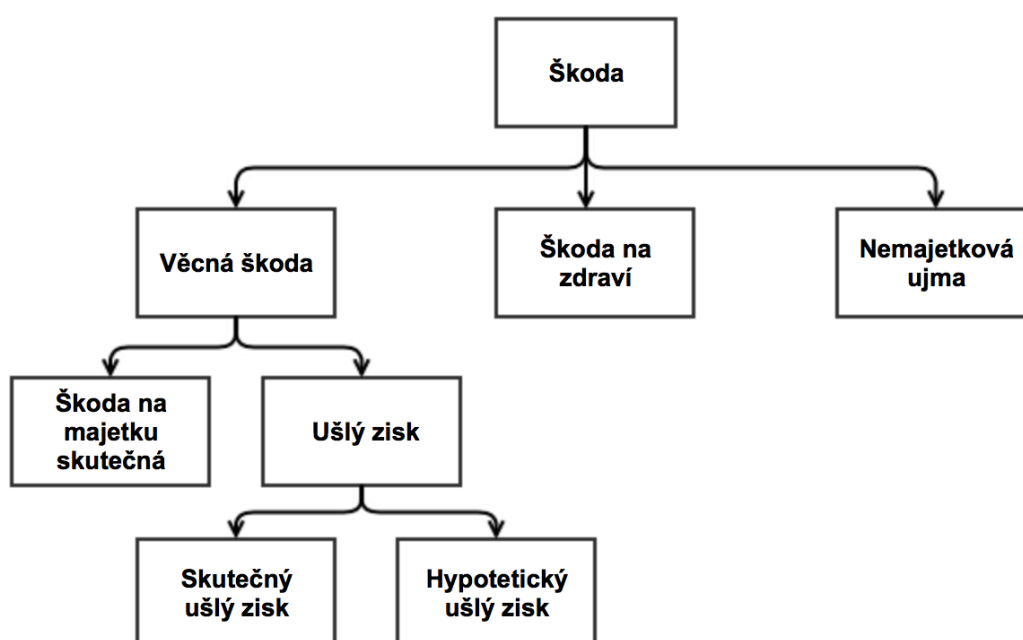 Škoda
Věcná škoda
Škoda na
zdraví
Nemajetková
ujma
Škoda na
majetku
skutečná
Ušlý zisk
Skutečný
ušlý zisk
Hypotetický
ušlý zisk